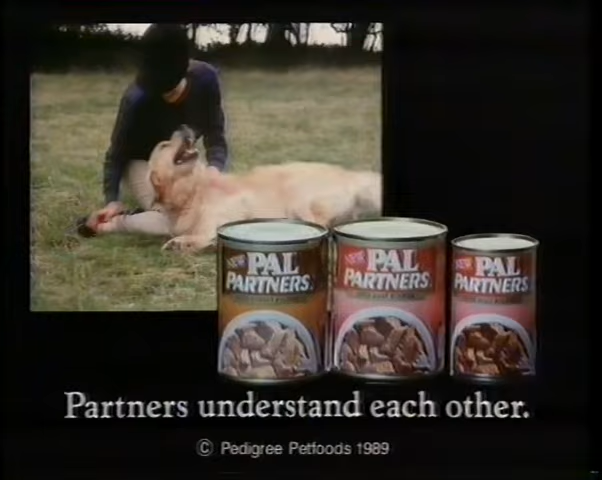 NEW PAL
PARTNERS
NEW PAL
PARTNERS
NEW PAL
PARTNERS
Partners understand each other.
© Pedigree Petfoods 1989